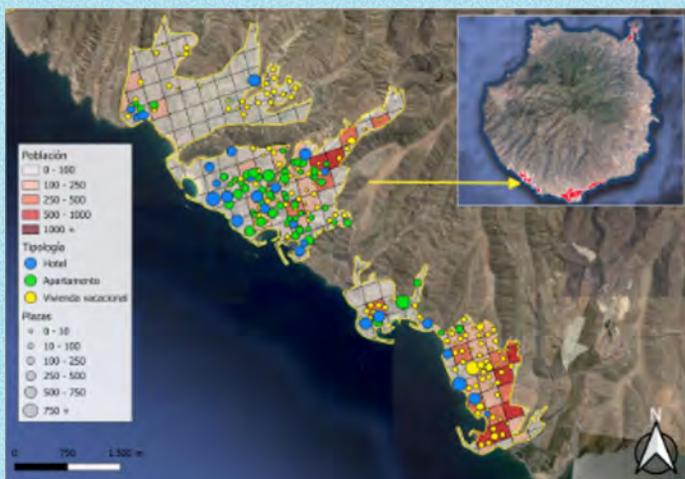 Población
0 - 100
100 - 250
250 - 500
500 - 1000
1000 +
Tipología
Hotel
Apartamento
Vivienda vacacional
Plazas
0 - 10
10 - 100
100 - 250
250 - 500
500 - 750
750 +
0 750 1.500 m
N